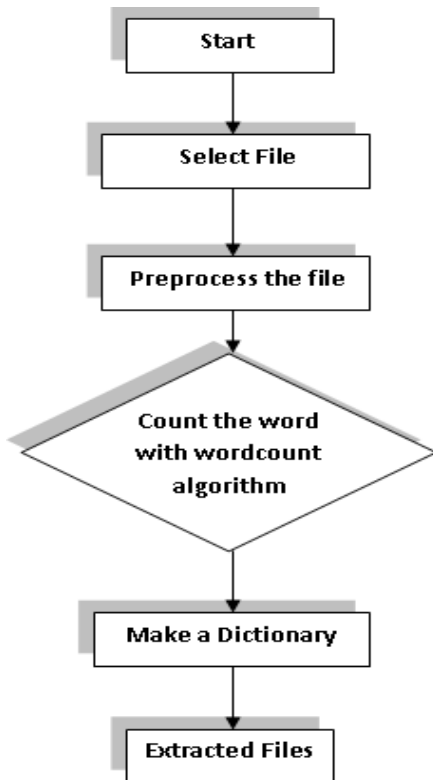 Start
Select File
Preprocess the file
Count the word
with wordcount
algorithm
Make a Dictionary
Extracted Files